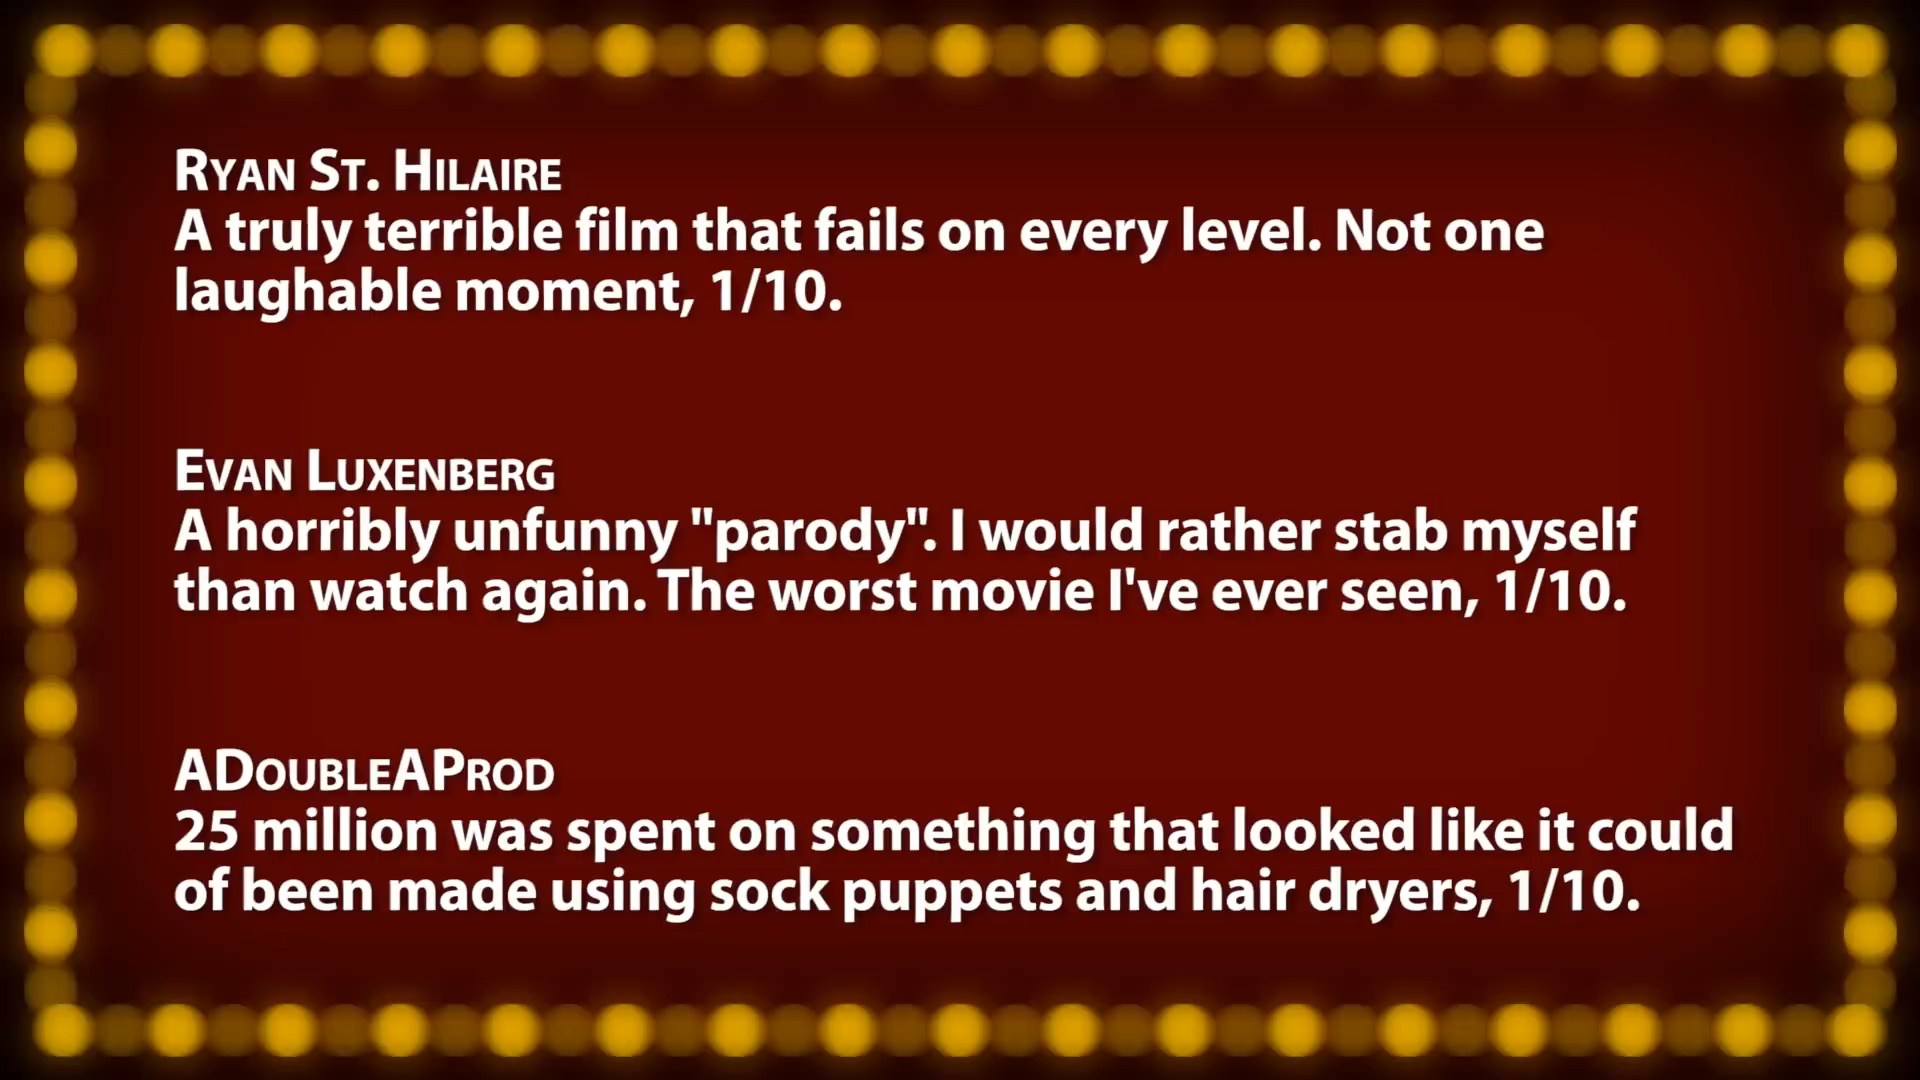 Ryan St. Hilaire
A truly terrible film that fails on every level. Not one
laughable moment, 1/10.
Evan Luxenberg
A horribly unfunny "parody". I would rather stab myself
than watch again. The worst movie I've ever seen, 1/10.
ADoubleAProd
25 million was spent on something that looked like it could
of been made using sock puppets and hair dryers, 1/10.